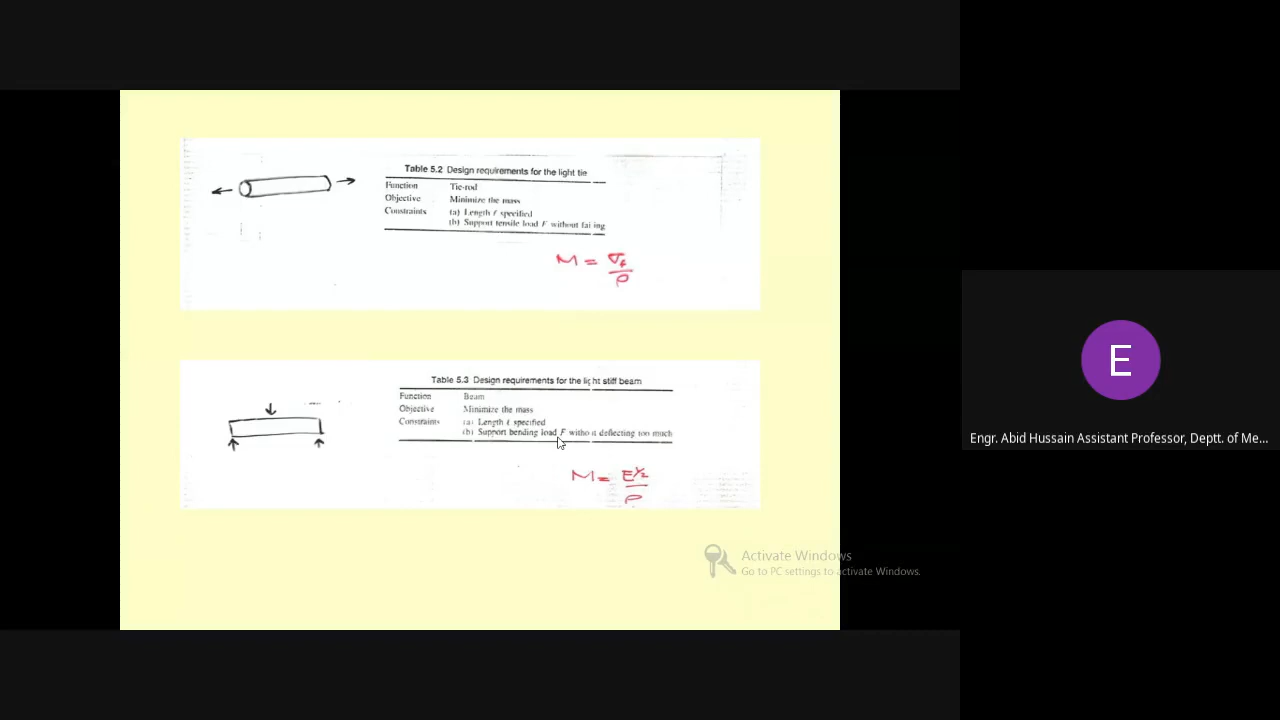 Table 5.2 Design requirements for the light tie
Function Tie-rod
Objective Minimize the mass
Constraints (a) Length ℓ specified
(b) Support tensile load F without failing
M = σf
ρ
Table 5.3 Design requirements for the light stiff beam
Function Beam
Objective Minimize the mass
Constraints (a) Length ℓ specified
(b) Support bending load F without deflecting too much
M = E½
ρ
Activate Windows
Go to PC settings to activate Windows.
E
Engr. Abid Hussain Assistant Professor, Deptt. of Me...